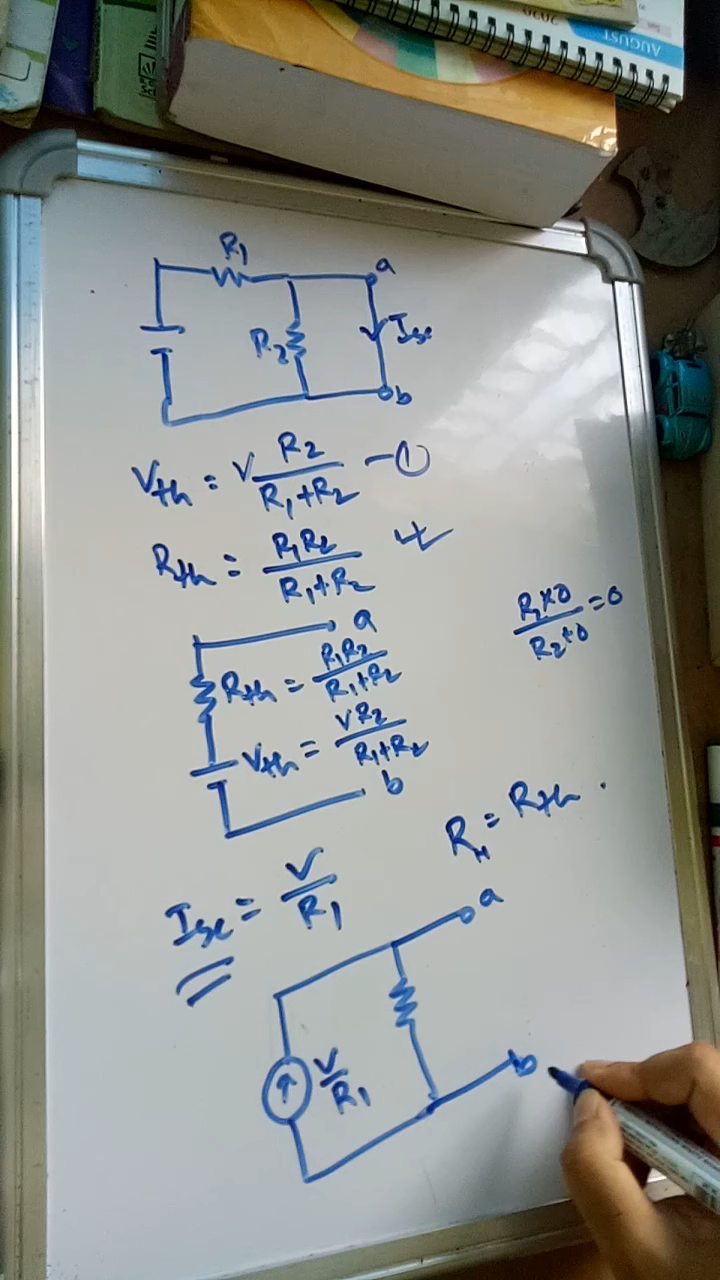 AUGUST
2020
R1
a
R2
Isc
b
Vth = V R2/(R1+R2) -①
Rth = R1R2/(R1+R2)
a
Rth = R1R2/(R1+R2)
Vth = VR2/(R1+R2)
b
R2×0/(R2+0) = 0
Isc = V/R1
RN = Rth .
a
V/R1
b